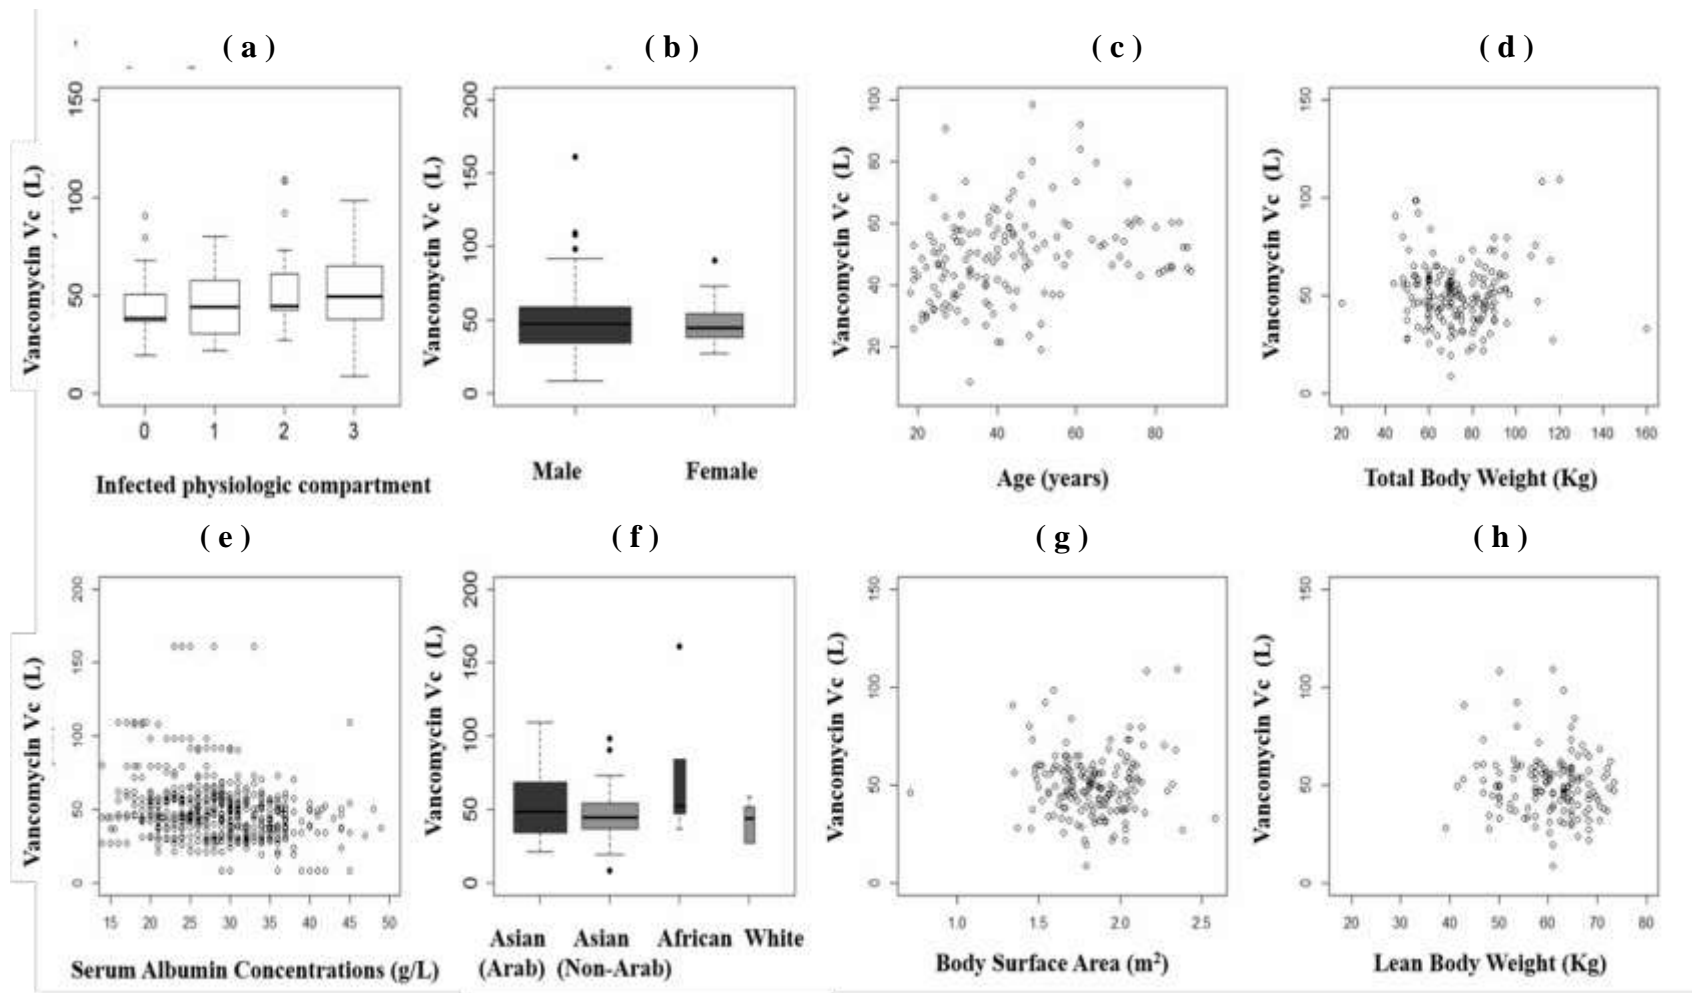 ( a )
Vancomycin Vc (L)
0 50 100 150
0 1 2 3
Infected physiologic compartment
( b )
Vancomycin Vc (L)
0 50 100 150 200
Male Female
( c )
Vancomycin Vc (L)
20 40 60 80 100
20 40 60 80
Age (years)
( d )
Vancomycin Vc (L)
0 50 100 150
20 40 60 80 100 120 140 160
Total Body Weight (Kg)
( e )
Vancomycin Vc (L)
0 50 100 150 200
15 20 25 30 35 40 45 50
Serum Albumin Concentrations (g/L)
( f )
Vancomycin Vc (L)
0 50 100 150 200
Asian Asian African White
(Arab) (Non-Arab)
( g )
Vancomycin Vc (L)
0 50 100 150
1.0 1.5 2.0 2.5
Body Surface Area (m²)
( h )
Vancomycin Vc (L)
0 50 100 150
20 30 40 50 60 70 80
Lean Body Weight (Kg)